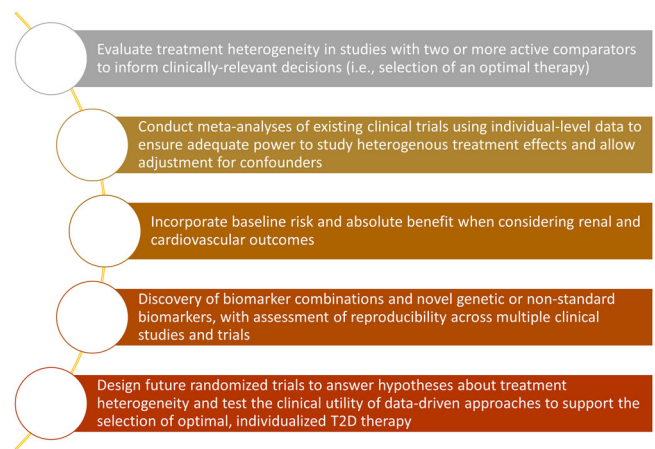 Evaluate treatment heterogeneity in studies with two or more active comparators
to inform clinically-relevant decisions (i.e., selection of an optimal therapy)
Conduct meta-analyses of existing clinical trials using individual-level data to
ensure adequate power to study heterogenous treatment effects and allow
adjustment for confounders
Incorporate baseline risk and absolute benefit when considering renal and
cardiovascular outcomes
Discovery of biomarker combinations and novel genetic or non-standard
biomarkers, with assessment of reproducibility across multiple clinical
studies and trials
Design future randomized trials to answer hypotheses about treatment
heterogeneity and test the clinical utility of data-driven approaches to support the
selection of optimal, individualized T2D therapy